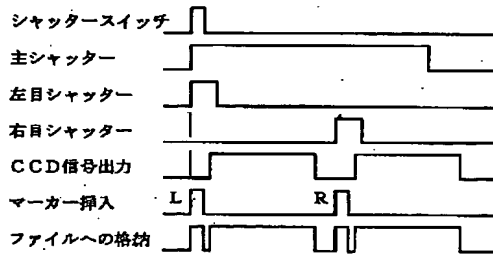 シャッタースイッチ
主シャッター
左目シャッター
右目シャッター
CCD信号出力
L R
マーカー挿入
ファイルへの格納